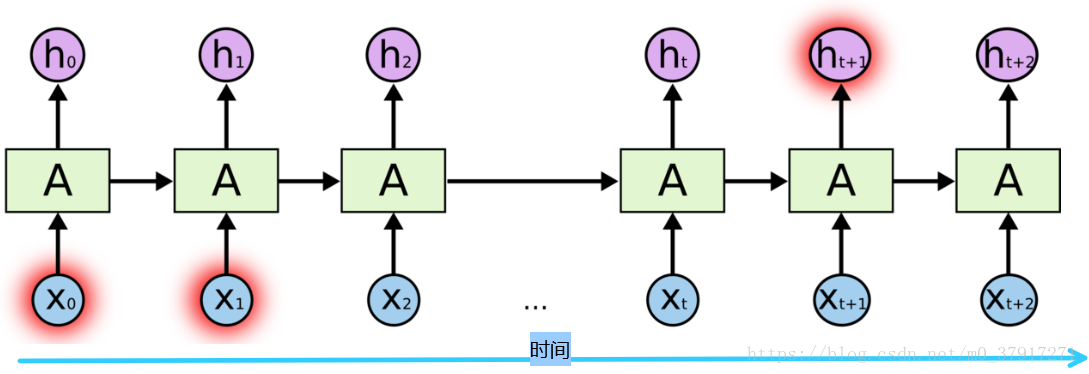 h0 h1 h2 ht ht+1 ht+2
A A A A A A
x0 x1 x2 ... xt xt+1 xt+2
时间